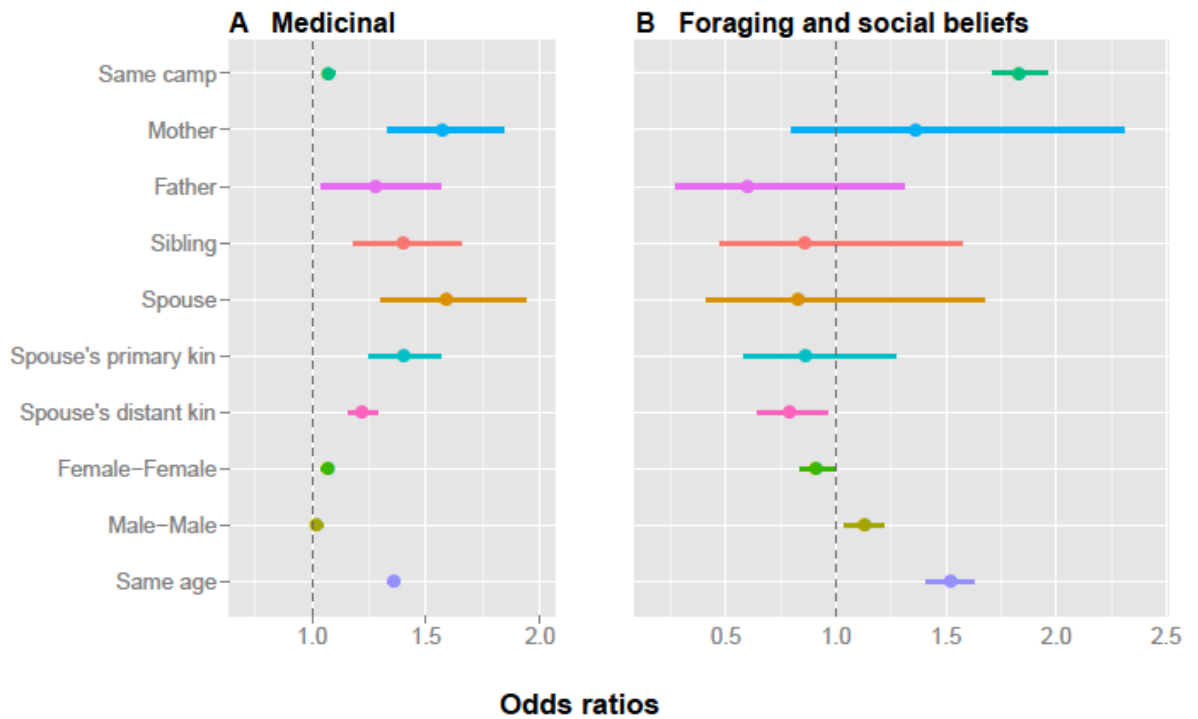 A Medicinal
B Foraging and social beliefs
Same camp
Mother
Father
Sibling
Spouse
Spouse's primary kin
Spouse's distant kin
Female−Female
Male−Male
Same age
1.0 1.5 2.0
0.5 1.0 1.5 2.0 2.5
Odds ratios